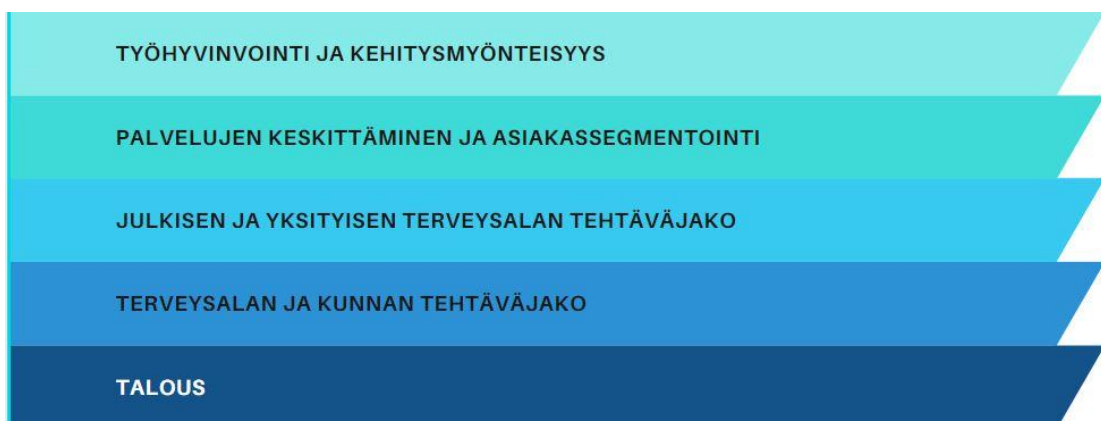 TYÖHYVINVOINTI JA KEHITYSMYÖNTEISYYS
PALVELUJEN KESKITTÄMINEN JA ASIAKASSEGMENTOINTI
JULKISEN JA YKSITYISEN TERVEYSALAN TEHTÄVÄJAKO
TERVEYSALAN JA KUNNAN TEHTÄVÄJAKO
TALOUS